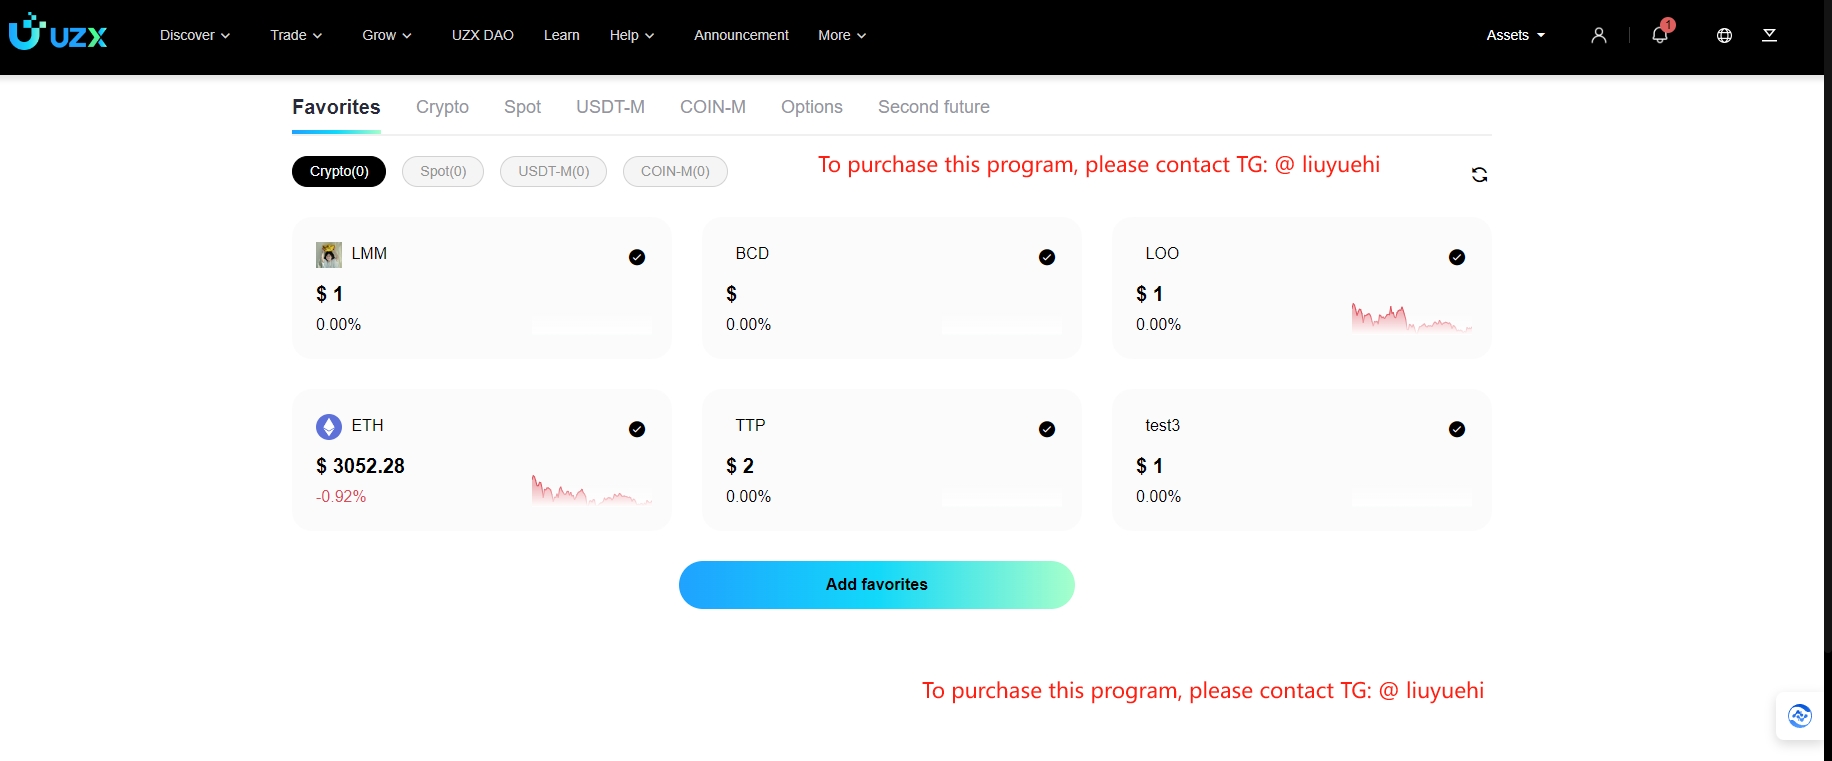 UZX
Discover Trade Grow UZX DAO Learn Help Announcement More Assets 1
Favorites Crypto Spot USDT-M COIN-M Options Second future
Crypto(0) Spot(0) USDT-M(0) COIN-M(0)
To purchase this program, please contact TG: @ liuyuehi
LMM
$ 1
0.00%
BCD
$
0.00%
LOO
$ 1
0.00%
ETH
$ 3052.28
-0.92%
TTP
$ 2
0.00%
test3
$ 1
0.00%
Add favorites
To purchase this program, please contact TG: @ liuyuehi